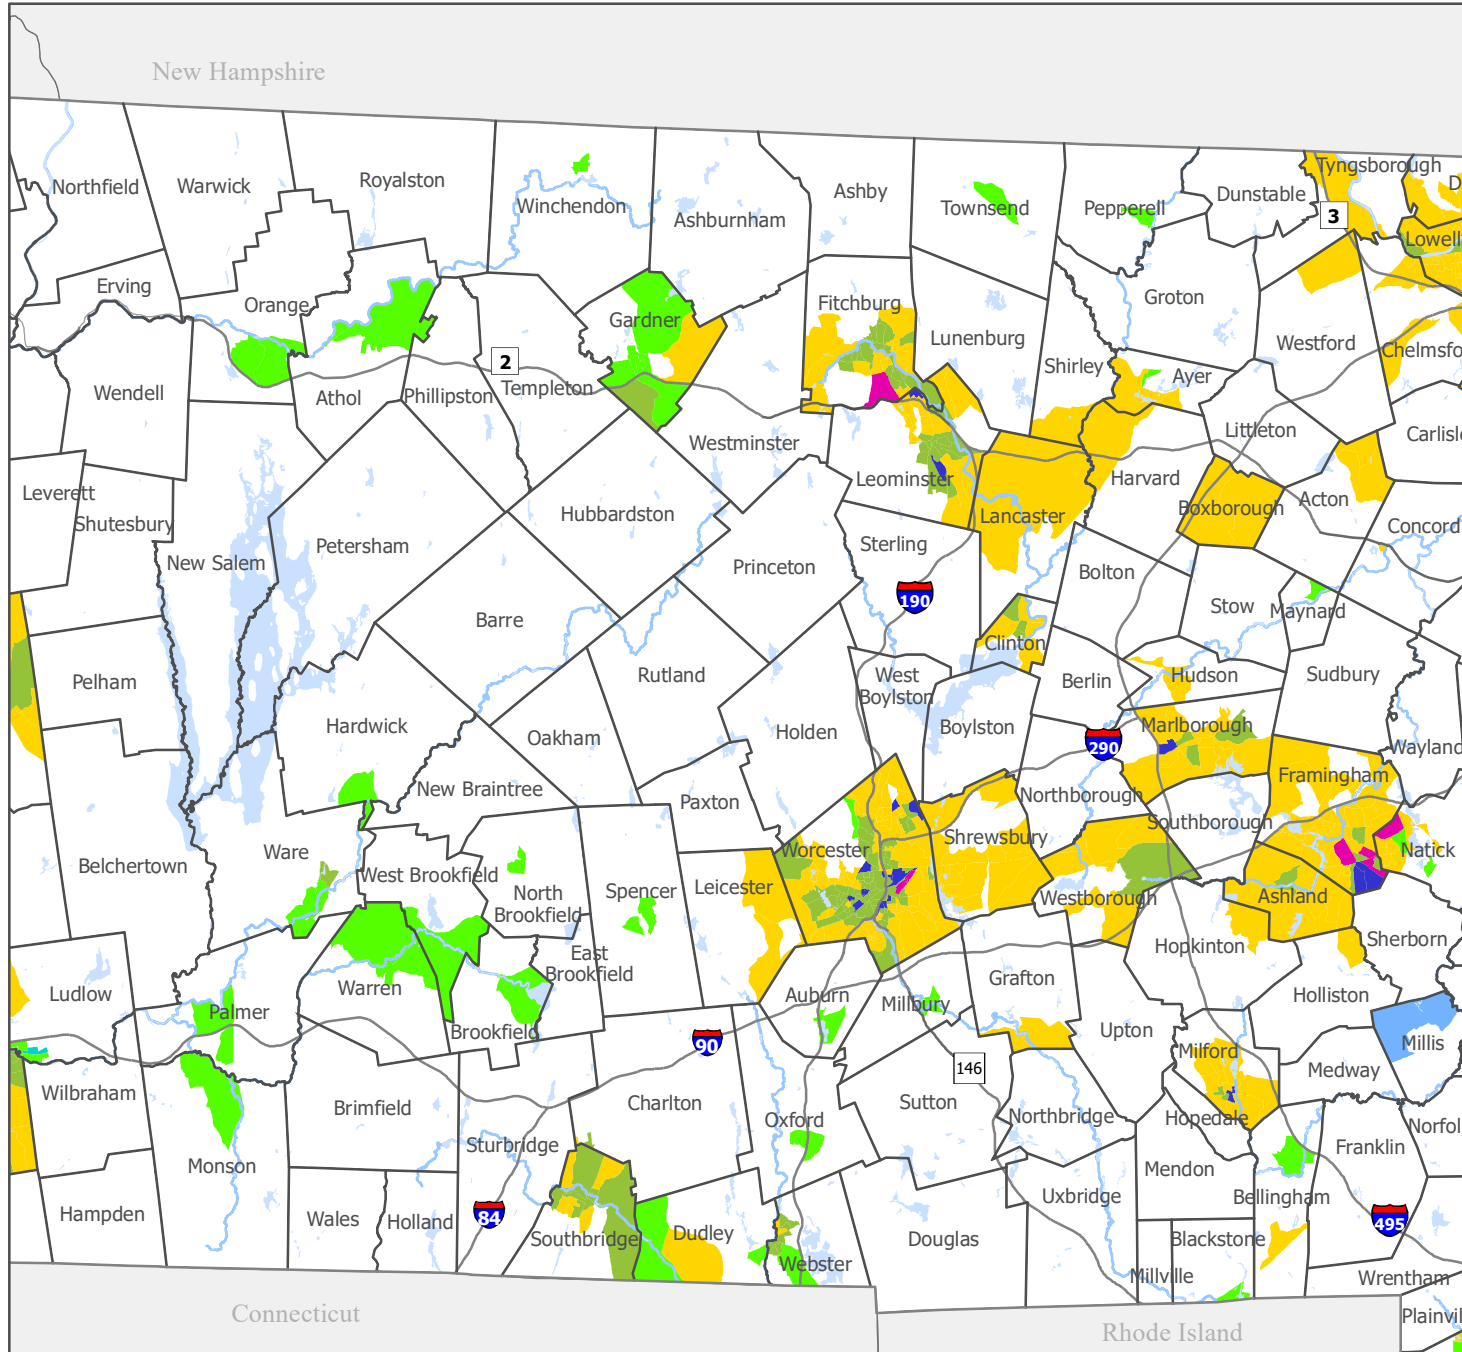 New Hampshire
Northfield
Warwick
Royalston
Winchendon
Ashburnham
Ashby
Townsend
Pepperell
Dunstable
Tyngsborough
D
3
Lowell
Erving
Orange
Gardner
Fitchburg
Lunenburg
Groton
Shirley
Ayer
Westford
Chelmsfo
2
Wendell
Athol
Phillipston
Templeton
Westminster
Leominster
Harvard
Littleton
Carlisle
Leverett
Shutesbury
New Salem
Petersham
Hubbardston
Princeton
Sterling
Lancaster
Boxborough
Acton
Concord
190
Bolton
Stow
Maynard
Barre
Clinton
Pelham
Rutland
West
Boylston
Berlin
Hudson
Sudbury
Hardwick
Oakham
Holden
Boylston
290
Marlborough
Wayland
New Braintree
Paxton
Northborough
Framingham
Southborough
Belchertown
Ware
West Brookfield
North
Brookfield
Spencer
Leicester
Worcester
Shrewsbury
Natick
Westborough
Ashland
Hopkinton
Sherborn
East
Brookfield
Ludlow
Palmer
Warren
Brookfield
Auburn
Millbury
Grafton
Upton
Holliston
90
Millis
Milford
Medway
Wilbraham
Brimfield
Charlton
146
Sutton
Northbridge
Hopedale
Oxford
Norfol
Franklin
Sturbridge
Monson
Mendon
Bellingham
Uxbridge
Hampden
Wales
Holland
84
Southbridge
Dudley
Webster
Douglas
Blackstone
495
Millville
Wrentham
Connecticut
Rhode Island
Plainvil